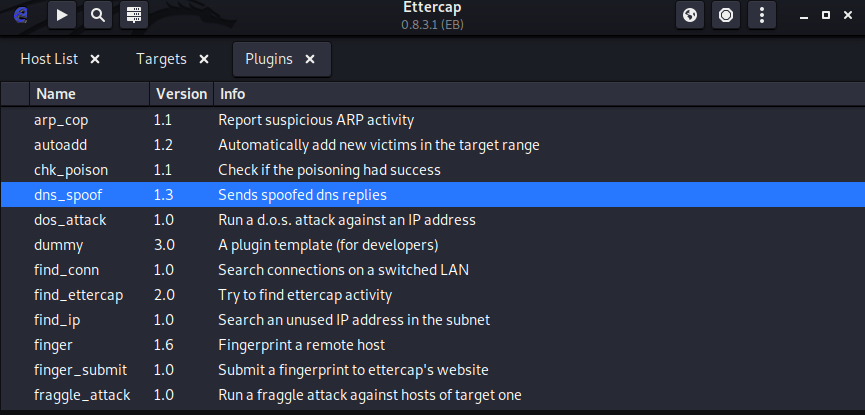 Ettercap
0.8.3.1 (EB)
Host List × Targets × Plugins ×
Name Version Info
arp_cop 1.1 Report suspicious ARP activity
autoadd 1.2 Automatically add new victims in the target range
chk_poison 1.1 Check if the poisoning had success
dns_spoof 1.3 Sends spoofed dns replies
dos_attack 1.0 Run a d.o.s. attack against an IP address
dummy 3.0 A plugin template (for developers)
find_conn 1.0 Search connections on a switched LAN
find_ettercap 2.0 Try to find ettercap activity
find_ip 1.0 Search an unused IP address in the subnet
finger 1.6 Fingerprint a remote host
finger_submit 1.0 Submit a fingerprint to ettercap's website
fraggle_attack 1.0 Run a fraggle attack against hosts of target one